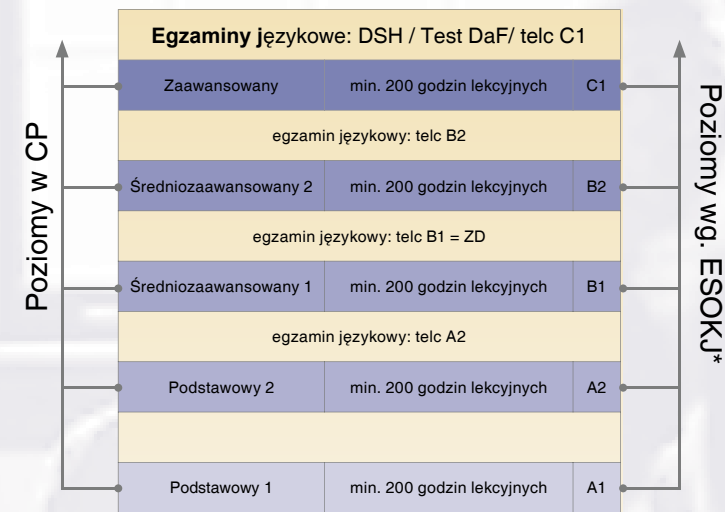 Egzaminy językowe: DSH / Test DaF/ telc C1
Zaawansowany min. 200 godzin lekcyjnych C1
egzamin językowy: telc B2
Średniozaawansowany 2 min. 200 godzin lekcyjnych B2
egzamin językowy: telc B1 = ZD
Średniozaawansowany 1 min. 200 godzin lekcyjnych B1
egzamin językowy: telc A2
Podstawowy 2 min. 200 godzin lekcyjnych A2
Podstawowy 1 min. 200 godzin lekcyjnych A1
Poziomy w CP
Poziomy wg. ESOKJ*